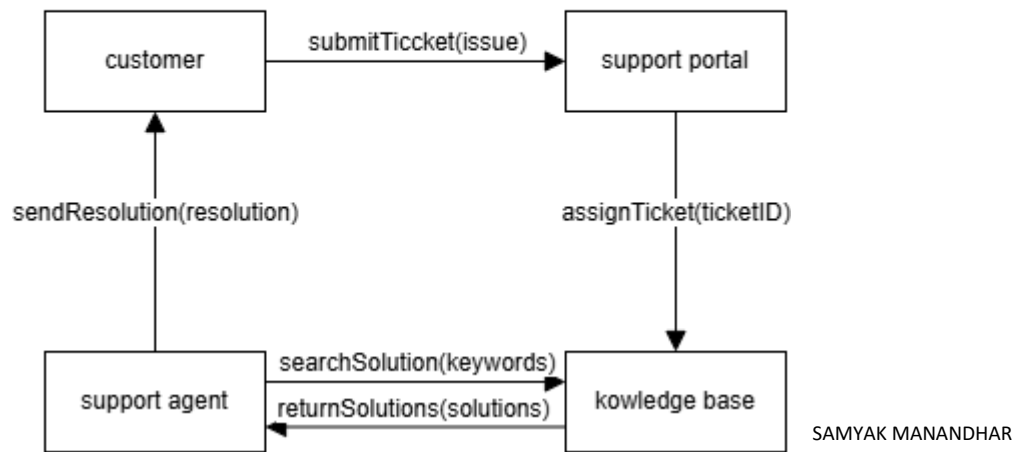 submitTiccket(issue)
customer
support portal
sendResolution(resolution)
assignTicket(ticketID)
searchSolution(keywords)
support agent
kowledge base
returnSolutions(solutions)
SAMYAK MANANDHAR